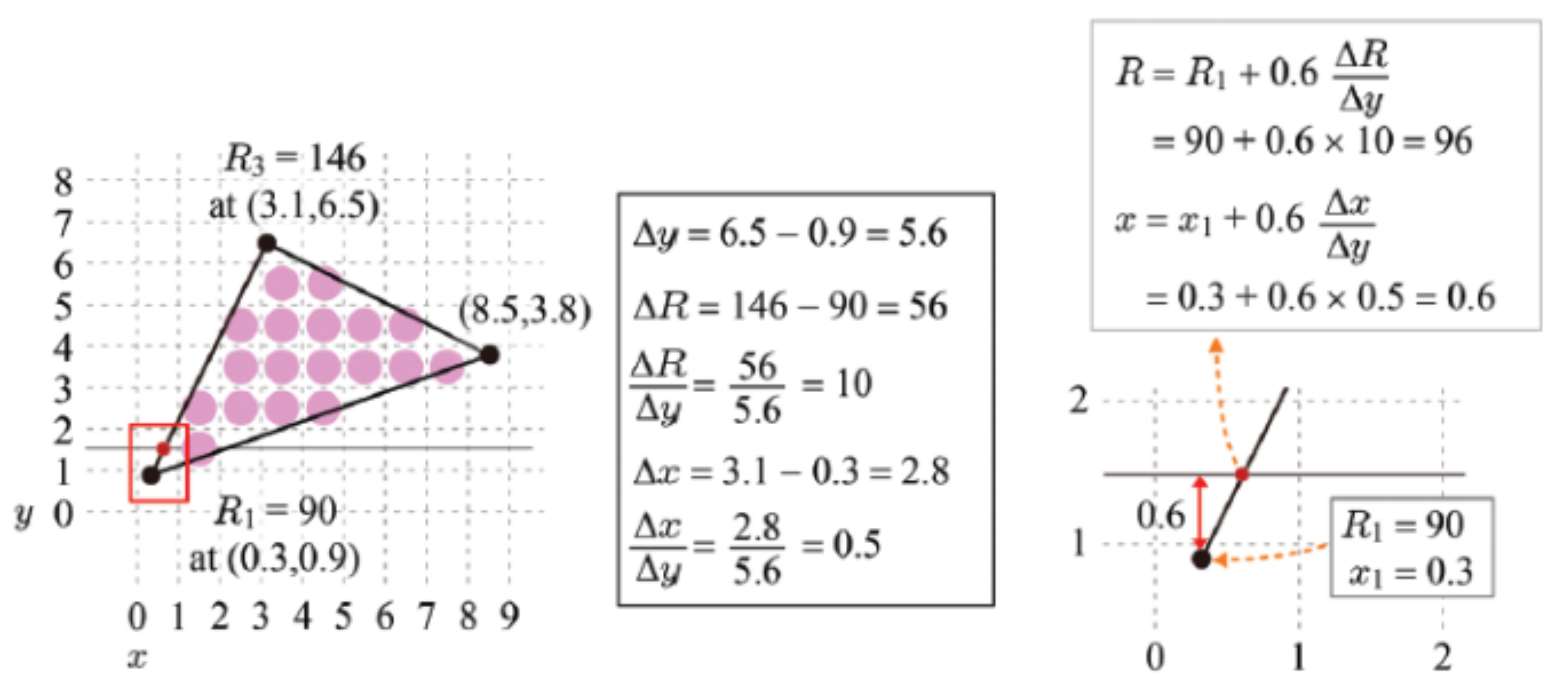 R₃ = 146
at (3.1,6.5)
(8.5,3.8)
8
7
6
5
4
3
2
1
y 0
R₁ = 90
at (0.3,0.9)
0 1 2 3 4 5 6 7 8 9
x
Δy = 6.5 – 0.9 = 5.6
ΔR = 146 – 90 = 56
ΔR/Δy = 56/5.6 = 10
Δx = 3.1 – 0.3 = 2.8
Δx/Δy = 2.8/5.6 = 0.5
R = R₁ + 0.6 ΔR/Δy
= 90 + 0.6 × 10 = 96
x = x₁ + 0.6 Δx/Δy
= 0.3 + 0.6 × 0.5 = 0.6
2
0.6
1
R₁ = 90
x₁ = 0.3
0 1 2